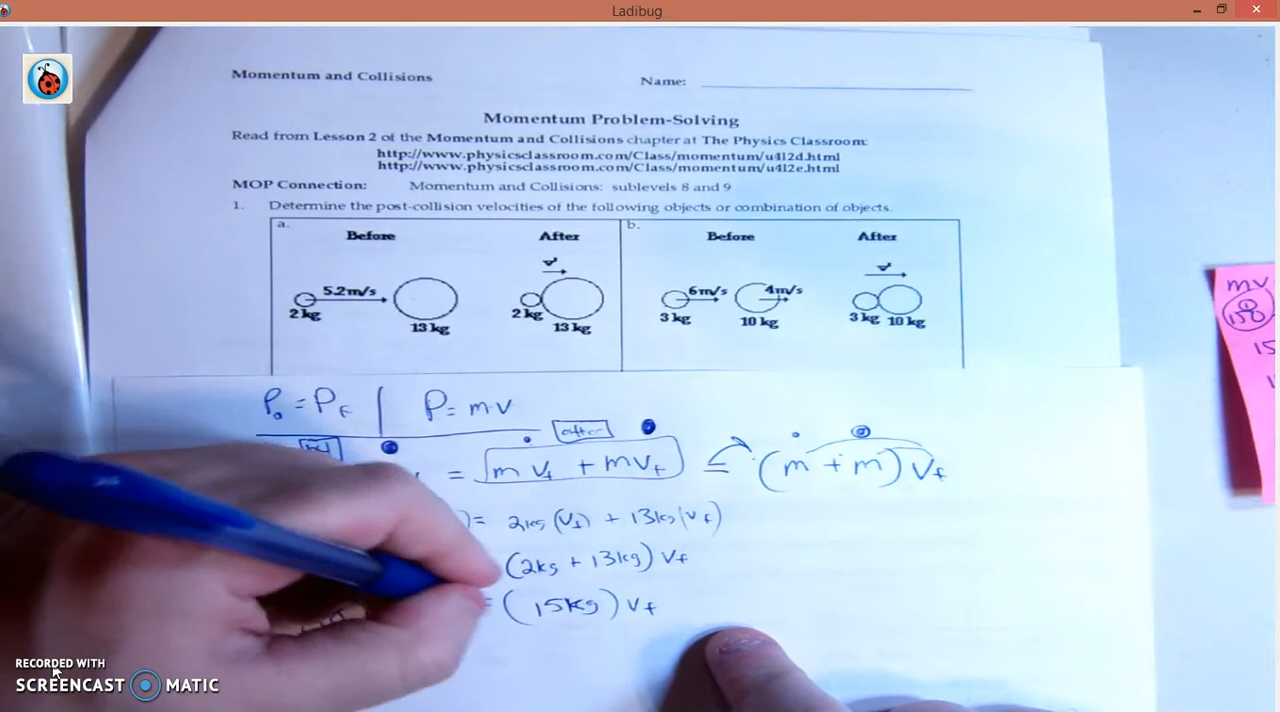 Ladibug
Momentum and Collisions Name:
Momentum Problem-Solving
Read from Lesson 2 of the Momentum and Collisions chapter at The Physics Classroom:
http://www.physicsclassroom.com/Class/momentum/u4l2d.html
http://www.physicsclassroom.com/Class/momentum/u4l2e.html
MOP Connection: Momentum and Collisions: sublevels 8 and 9
1. Determine the post-collision velocities of the following objects or combination of objects.
a. Before After
v
5.2 m/s
2 kg 13 kg 2 kg 13 kg
b. Before After
v
6 m/s 4 m/s
3 kg 10 kg 3 kg 10 kg
P₀ = P_f | P = m·v
after
= m v_f + m v_f = (m + m) v_f
) = 2kg (v_f) + 13kg (v_f)
(2kg + 13kg) v_f
= (15kg) v_f
mv
150
15
RECORDED WITH
SCREENCAST MATIC